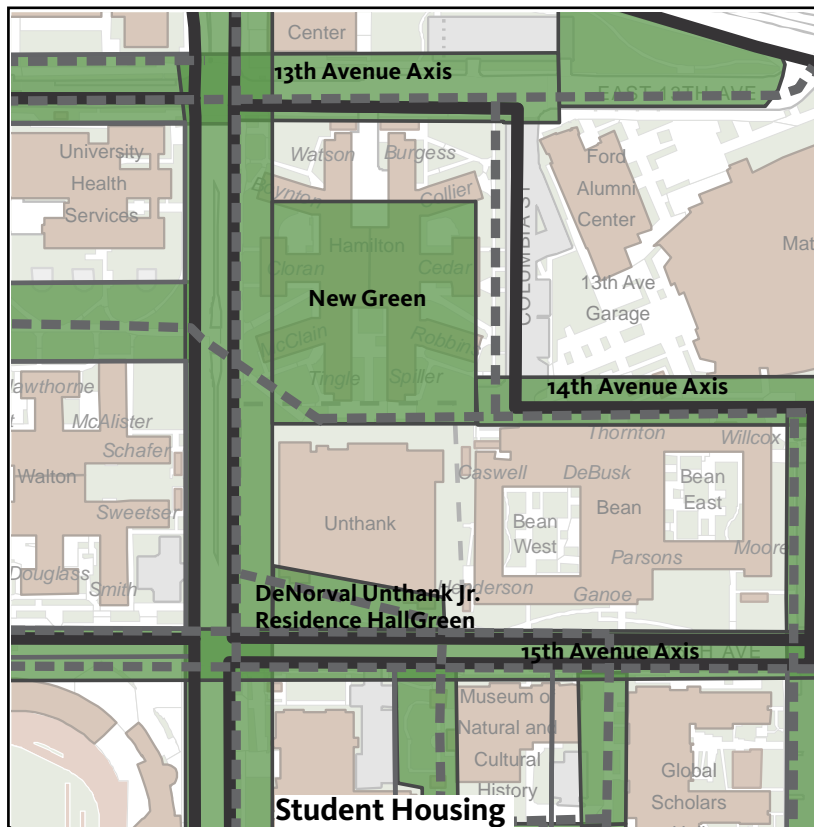 Center
13th Avenue Axis
EAST 13TH AVE
University
Health
Services
Watson
Burgess
Boynton
Collier
Ford
Alumni
Center
COLUMBIA ST
Mat
Hamilton
Cloran
Cedar
New Green
13th Ave
Garage
McClain
Robbins
Tingle
Spiller
14th Avenue Axis
awthorne
McAlister
Schafer
Walton
Sweetser
Douglass
Smith
Thornton
Willcox
Caswell
DeBusk
Unthank
Bean
West
Bean
Bean
East
Parsons
Moore
Henderson
Ganoe
DeNorval Unthank Jr.
Residence HallGreen
15th Avenue Axis
AVE
Museum o
Natural and
Cultural
History
Global
Scholars
Student Housing